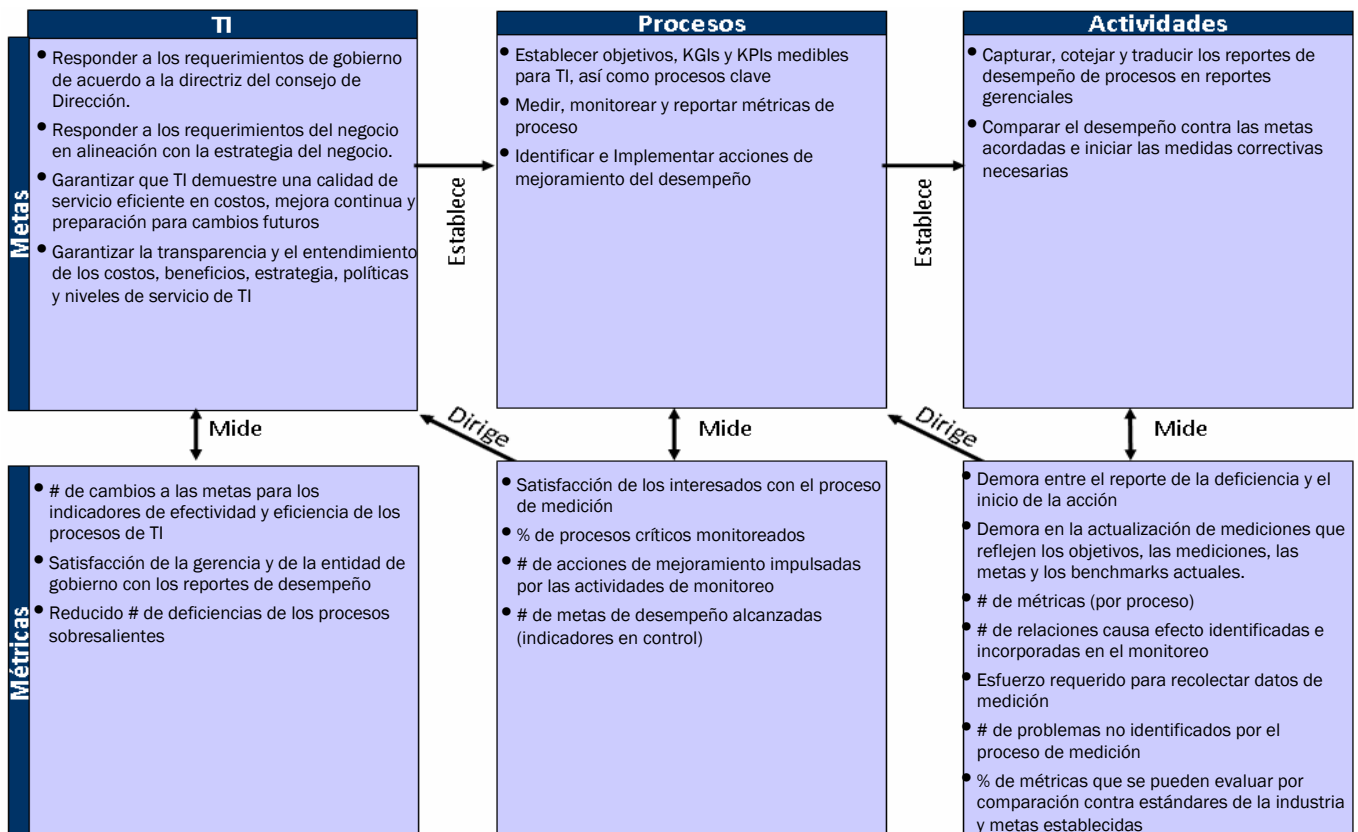 TI
Procesos
Actividades
Metas
• Responder a los requerimientos de gobierno
de acuerdo a la directriz del consejo de
Dirección.
• Responder a los requerimientos del negocio
en alineación con la estrategia del negocio.
• Garantizar que TI demuestre una calidad de
servicio eficiente en costos, mejora continua y
preparación para cambios futuros
• Garantizar la transparencia y el entendimiento
de los costos, beneficios, estrategia, políticas
y niveles de servicio de TI
Establece
• Establecer objetivos, KGIs y KPIs medibles
para TI, así como procesos clave
• Medir, monitorear y reportar métricas de
proceso
• Identificar e Implementar acciones de
mejoramiento del desempeño
Establece
• Capturar, cotejar y traducir los reportes de
desempeño de procesos en reportes
gerenciales
• Comparar el desempeño contra las metas
acordadas e iniciar las medidas correctivas
necesarias
Mide
Dirige
Mide
Dirige
Mide
Métricas
• # de cambios a las metas para los
indicadores de efectividad y eficiencia de los
procesos de TI
• Satisfacción de la gerencia y de la entidad de
gobierno con los reportes de desempeño
• Reducido # de deficiencias de los procesos
sobresalientes
• Satisfacción de los interesados con el proceso
de medición
• % de procesos críticos monitoreados
• # de acciones de mejoramiento impulsadas
por las actividades de monitoreo
• # de metas de desempeño alcanzadas
(indicadores en control)
• Demora entre el reporte de la deficiencia y el
inicio de la acción
• Demora en la actualización de mediciones que
reflejen los objetivos, las mediciones, las
metas y los benchmarks actuales.
• # de métricas (por proceso)
• # de relaciones causa efecto identificadas e
incorporadas en el monitoreo
• Esfuerzo requerido para recolectar datos de
medición
• # de problemas no identificados por el
proceso de medición
• % de métricas que se pueden evaluar por
comparación contra estándares de la industria
y metas establecidas